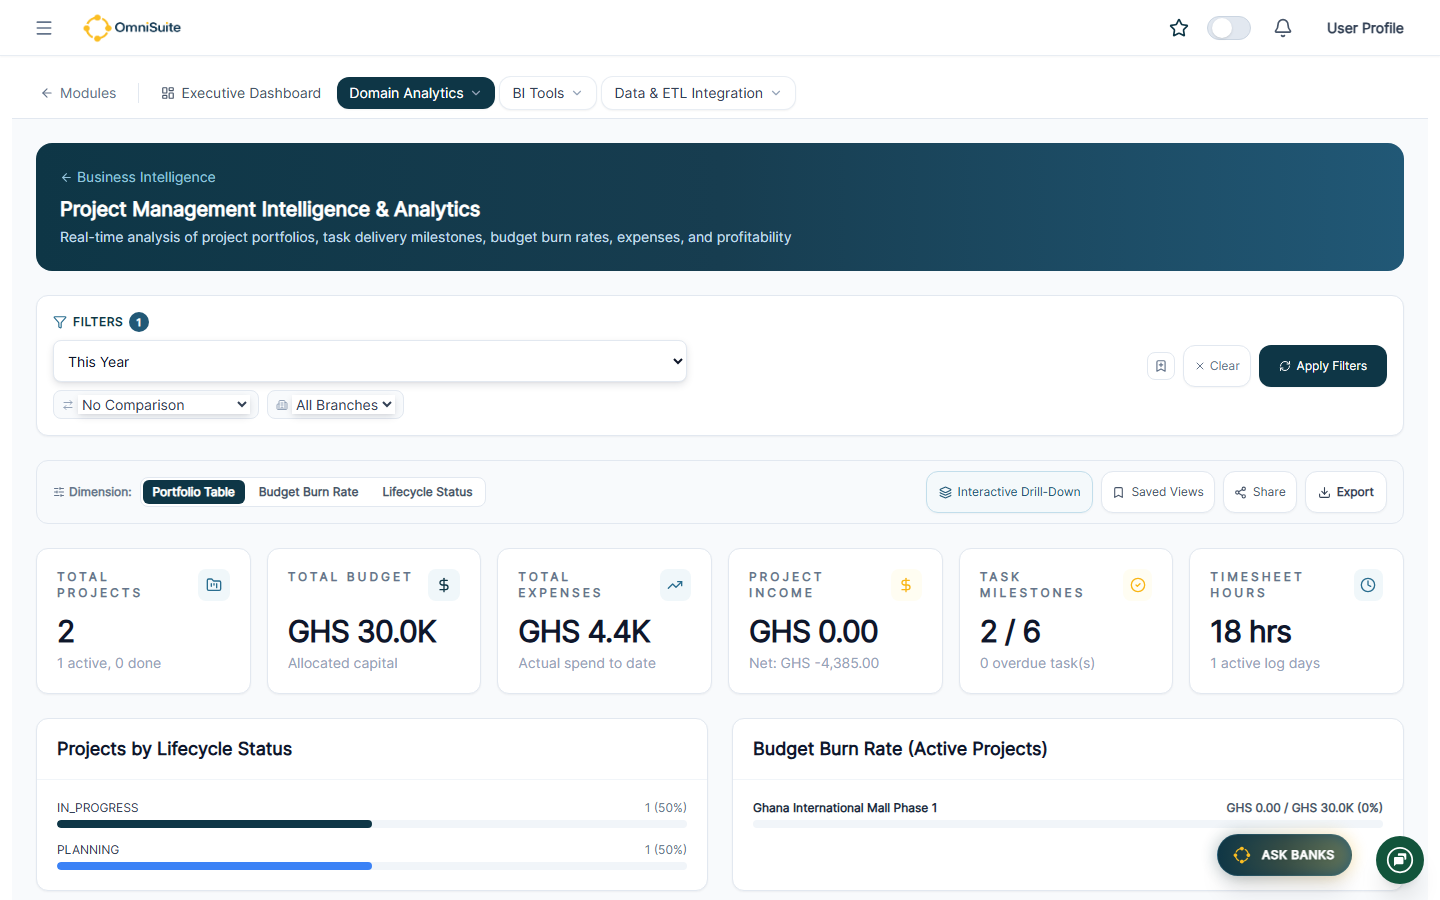 OmniSuite
User Profile
Modules
Executive Dashboard
Domain Analytics
BI Tools
Data & ETL Integration
Business Intelligence
Project Management Intelligence & Analytics
Real-time analysis of project portfolios, task delivery milestones, budget burn rates, expenses, and profitability
FILTERS 1
This Year
Clear
Apply Filters
No Comparison
All Branches
Dimension:
Portfolio Table
Budget Burn Rate
Lifecycle Status
Interactive Drill-Down
Saved Views
Share
Export
TOTAL
PROJECTS
2
1 active, 0 done
TOTAL BUDGET
GHS 30.0K
Allocated capital
TOTAL
EXPENSES
GHS 4.4K
Actual spend to date
PROJECT
INCOME
GHS 0.00
Net: GHS -4,385.00
TASK
MILESTONES
2 / 6
0 overdue task(s)
TIMESHEET
HOURS
18 hrs
1 active log days
Projects by Lifecycle Status
IN_PROGRESS 1 (50%)
PLANNING 1 (50%)
Budget Burn Rate (Active Projects)
Ghana International Mall Phase 1 GHS 0.00 / GHS 30.0K (0%)
ASK BANKS